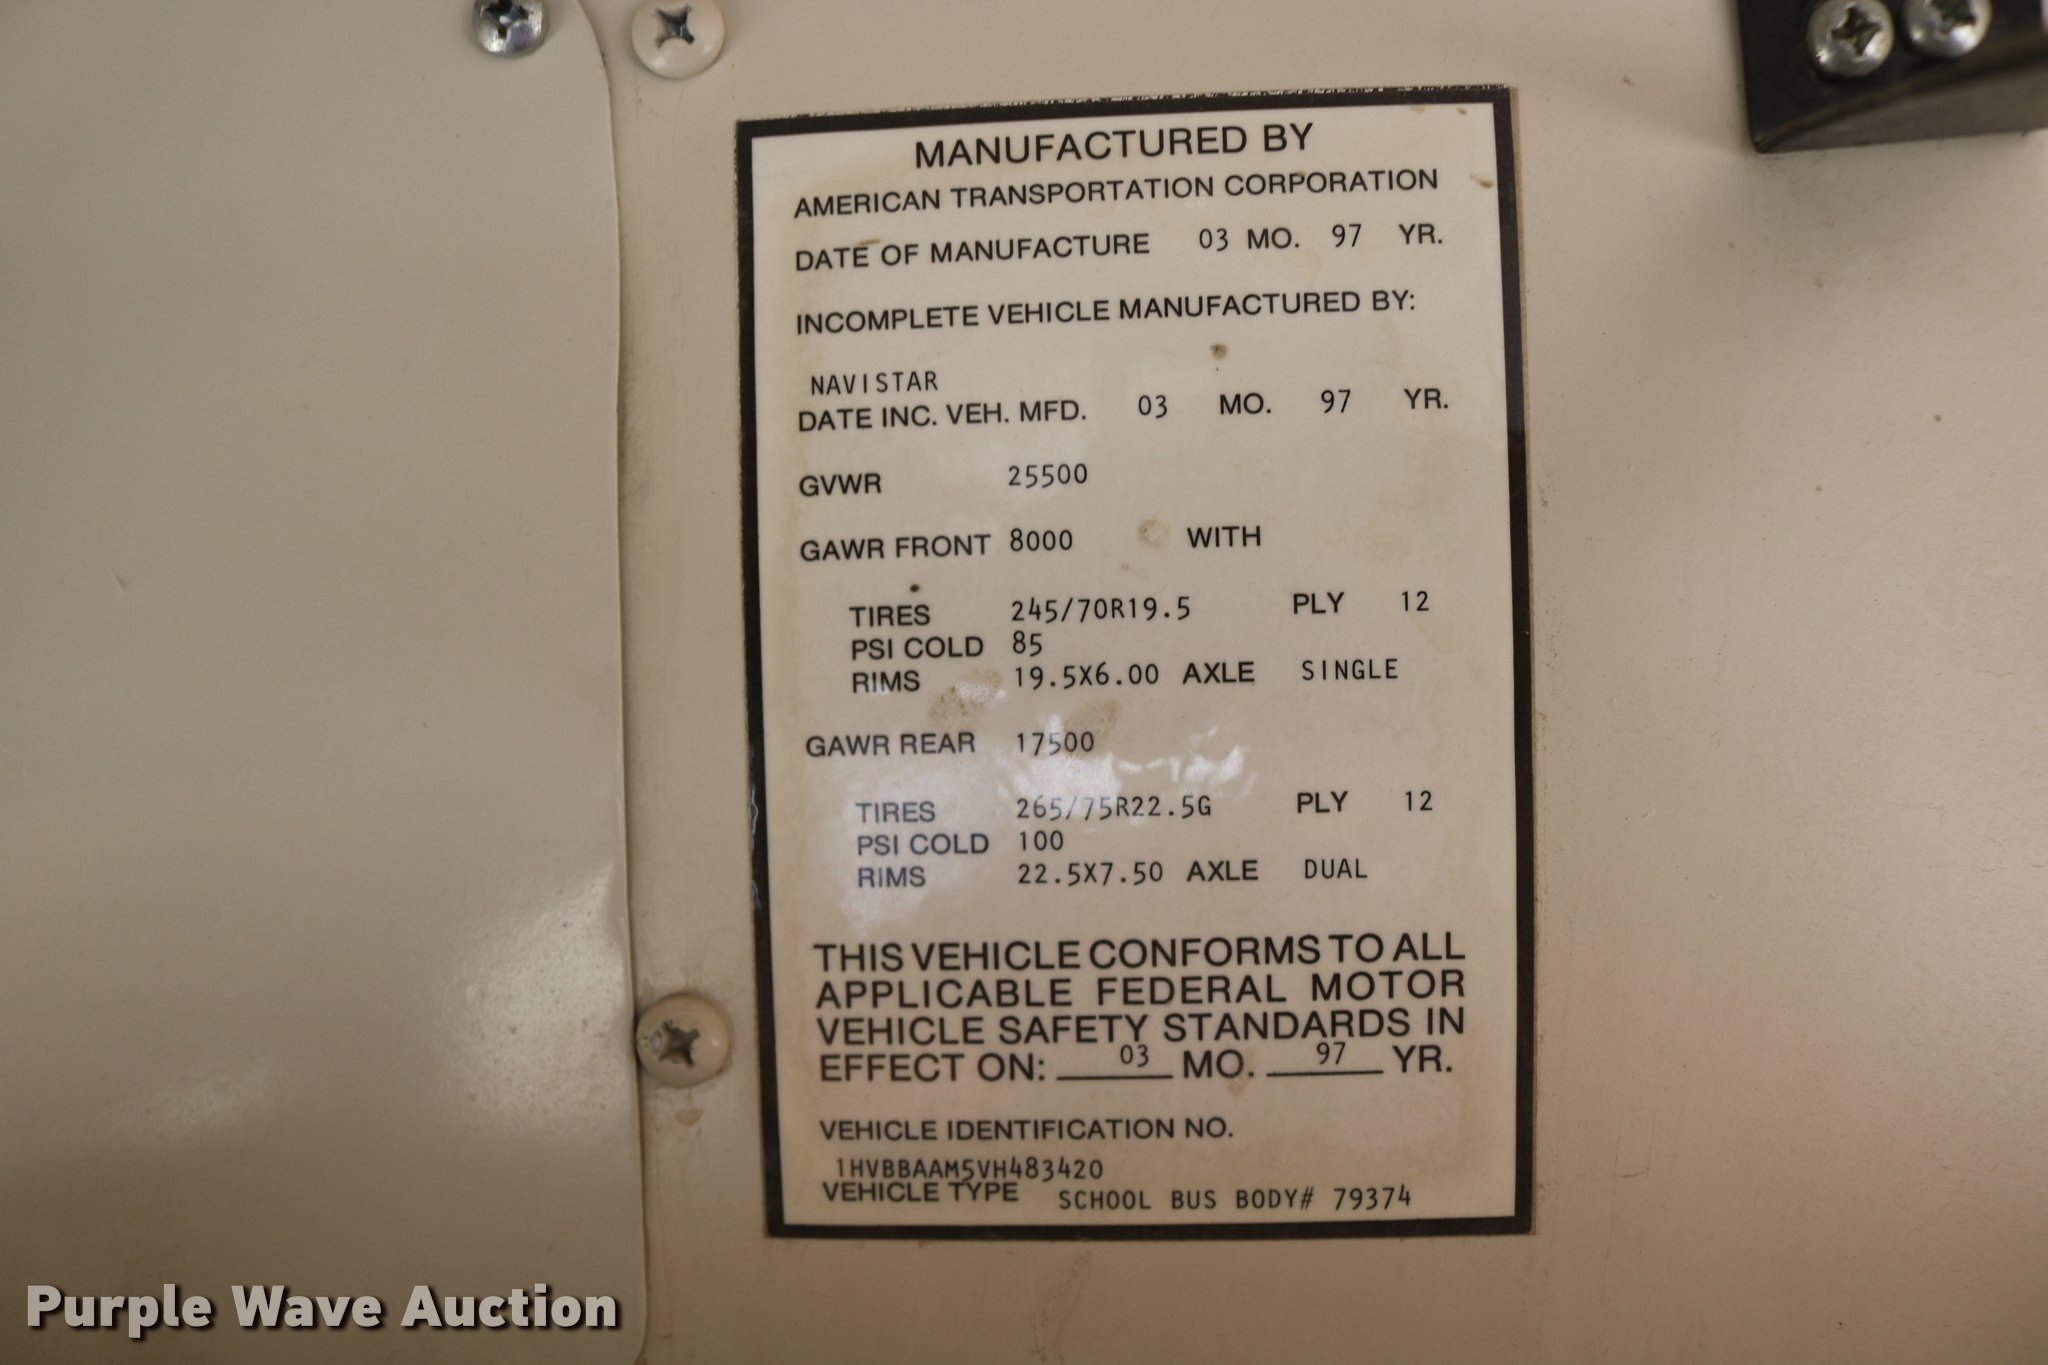 MANUFACTURED BY
AMERICAN TRANSPORTATION CORPORATION
DATE OF MANUFACTURE 03 MO. 97 YR.
INCOMPLETE VEHICLE MANUFACTURED BY:
NAVISTAR
DATE INC. VEH. MFD. 03 MO. 97 YR.
GVWR 25500
GAWR FRONT 8000 WITH
TIRES 245/70R19.5 PLY 12
PSI COLD 85
RIMS 19.5X6.00 AXLE SINGLE
GAWR REAR 17500
TIRES 265/75R22.5G PLY 12
PSI COLD 100
RIMS 22.5X7.50 AXLE DUAL
THIS VEHICLE CONFORMS TO ALL
APPLICABLE FEDERAL MOTOR
VEHICLE SAFETY STANDARDS IN
EFFECT ON: 03 MO. 97 YR.
VEHICLE IDENTIFICATION NO.
1HVBBAAM5VH483420
VEHICLE TYPE SCHOOL BUS BODY# 79374
Purple Wave Auction